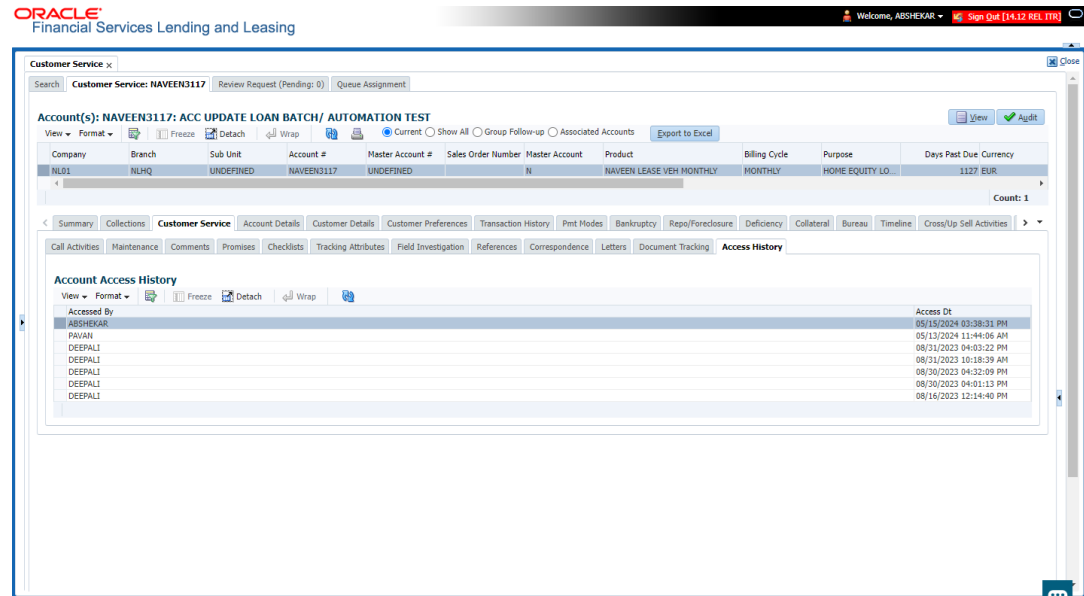 ORACLE
Financial Services Lending and Leasing
Welcome, ABSHEKAR Sign Out [14.12 REL ITR]
Customer Service x
Close
Search Customer Service: NAVEEN3117 Review Request (Pending: 0) Queue Assignment
Account(s): NAVEEN3117: ACC UPDATE LOAN BATCH/ AUTOMATION TEST
View Audit
View Format Freeze Detach Wrap Current Show All Group Follow-up Associated Accounts Export to Excel
Company Branch Sub Unit Account # Master Account # Sales Order Number Master Account Product Billing Cycle Purpose Days Past Due Currency
NL01 NLHQ UNDEFINED NAVEEN3117 UNDEFINED N NAVEEN LEASE VEH MONTHLY MONTHLY HOME EQUITY LO... 1127 EUR
Count: 1
Summary Collections Customer Service Account Details Customer Details Customer Preferences Transaction History Pmt Modes Bankruptcy Repo/Foreclosure Deficiency Collateral Bureau Timeline Cross/Up Sell Activities
Call Activities Maintenance Comments Promises Checklists Tracking Attributes Field Investigation References Correspondence Letters Document Tracking Access History
Account Access History
View Format Freeze Detach Wrap
Accessed By Access Dt
ABSHEKAR 05/15/2024 03:38:31 PM
PAVAN 05/13/2024 11:44:06 AM
DEEPALI 08/31/2023 04:03:22 PM
DEEPALI 08/31/2023 10:18:39 AM
DEEPALI 08/30/2023 04:32:09 PM
DEEPALI 08/30/2023 04:01:13 PM
DEEPALI 08/16/2023 12:14:40 PM